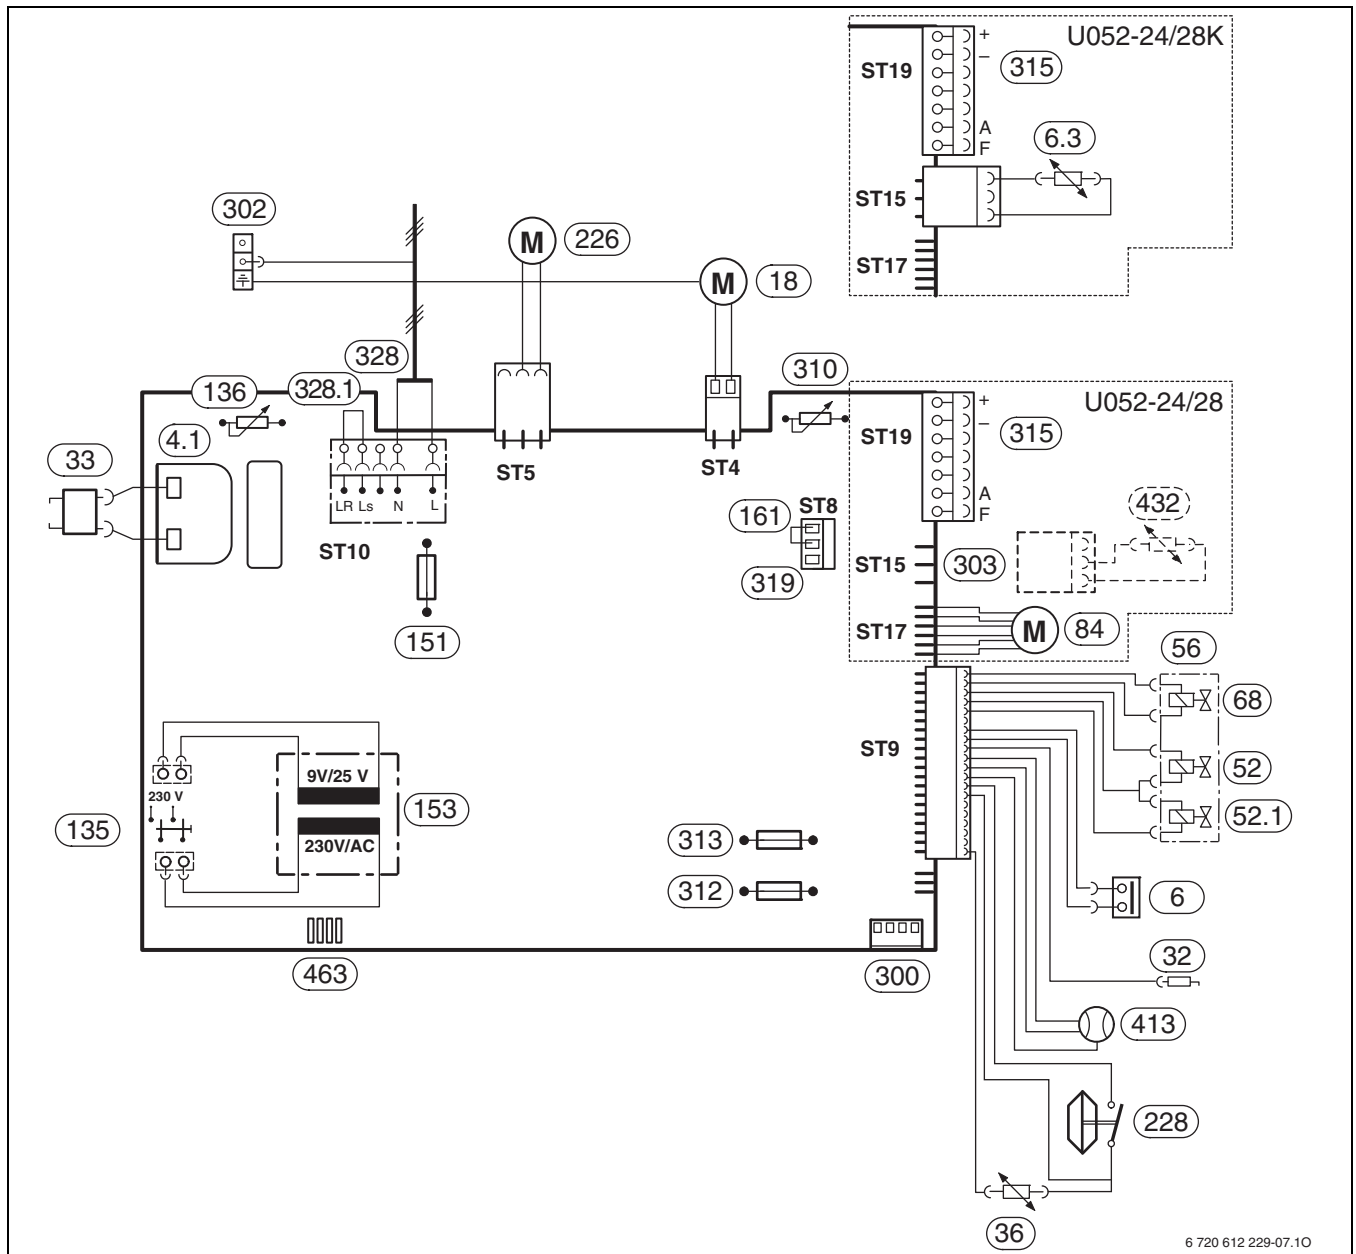 U052-24/28K
+
–
ST19
315
A
F
6.3
ST15
ST17
302
M
226
M
18
328
136
328.1
310
4.1
33
ST5
ST4
LR Ls N L
ST10
151
U052-24/28
+
–
ST19
315
A
F
432
161
ST8
ST15
303
319
ST17
M
84
56
68
ST9
52
52.1
9V/25 V
230 V
153
135
230V/AC
313
312
6
463
300
32
413
228
36
6 720 612 229-07.1O